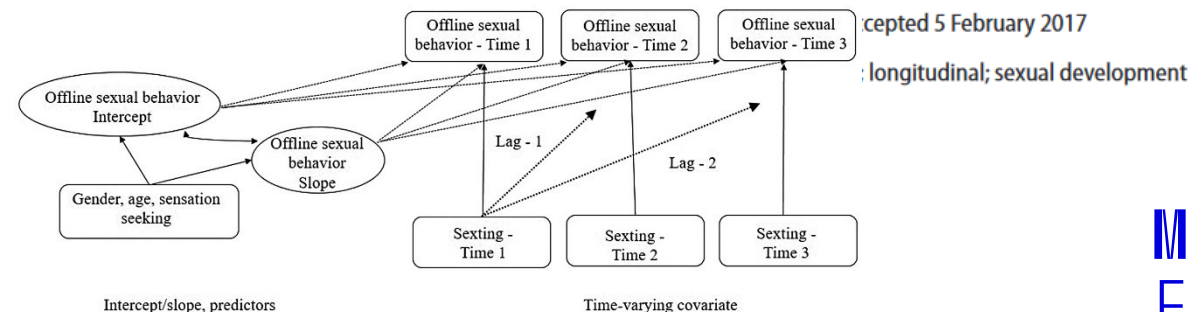 Offline sexual
behavior - Time 1
Offline sexual
behavior - Time 2
Offline sexual
behavior - Time 3
cepted 5 February 2017
; longitudinal; sexual development
Offline sexual behavior
Intercept
Offline sexual
behavior
Slope
Lag - 1
Lag - 2
Gender, age, sensation
seeking
Sexting -
Time 1
Sexting -
Time 2
Sexting -
Time 3
Intercept/slope, predictors
Time-varying covariate